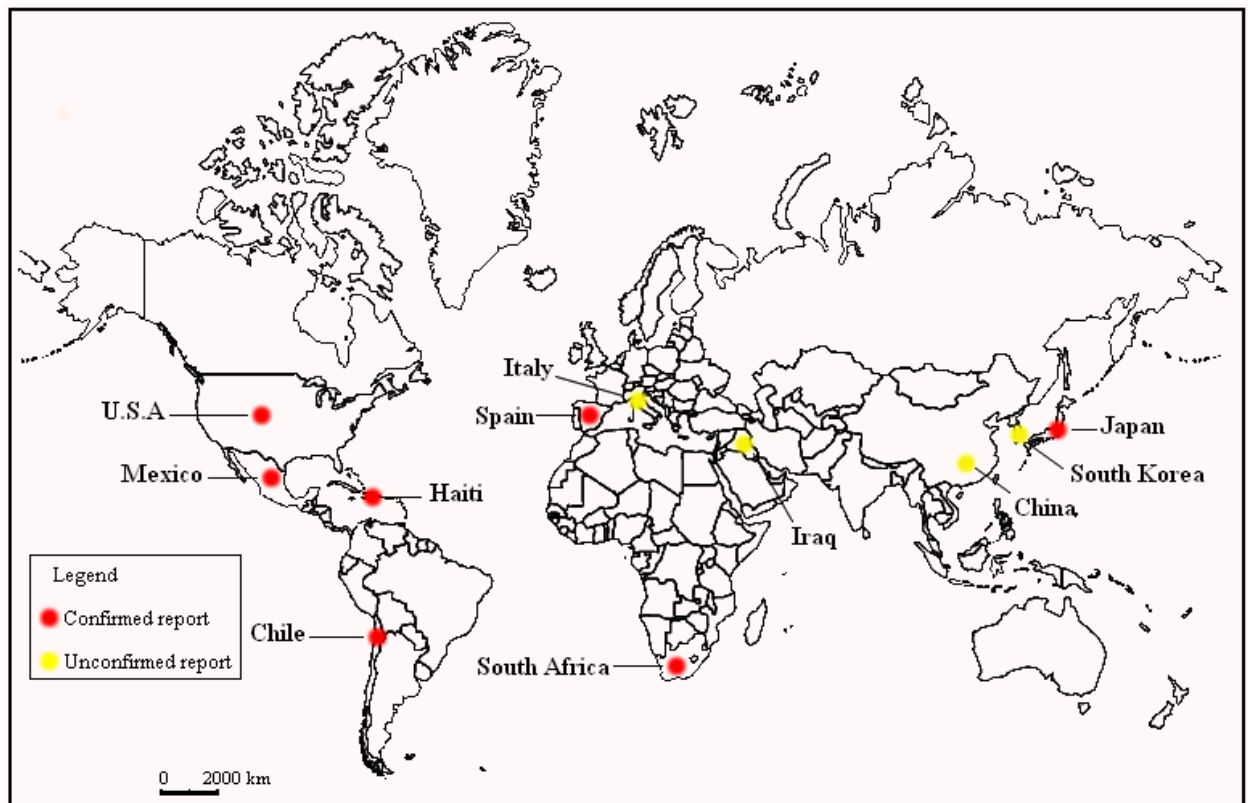 Italy
U.S.A
Spain
Japan
Mexico
Haiti
South Korea
China
Iraq
Legend
Confirmed report
Chile
Unconfirmed report
South Africa
0 2000 km